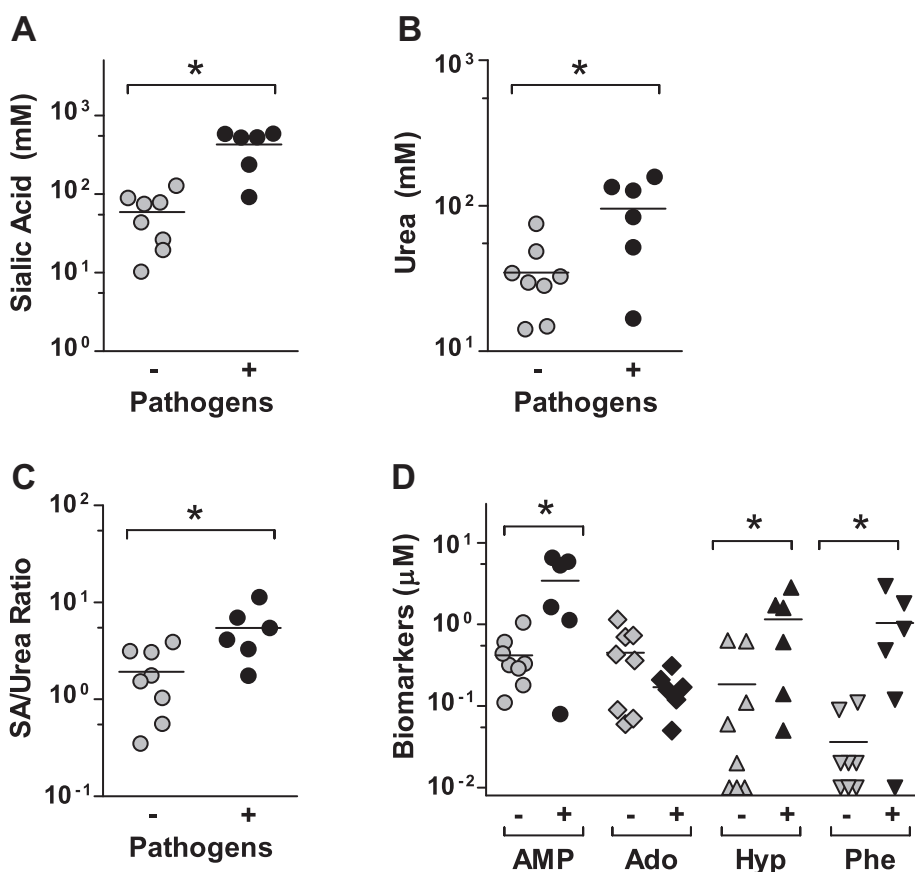 A
*
Sialic Acid (mM)
10³
10²
10¹
10⁰
- +
Pathogens
B
*
Urea (mM)
10³
10²
10¹
- +
Pathogens
C
*
SA/Urea Ratio
10²
10¹
10⁰
10⁻¹
- +
Pathogens
D
* * *
Biomarkers (µM)
10¹
10⁰
10⁻¹
10⁻²
- + - + - + - +
AMP Ado Hyp Phe